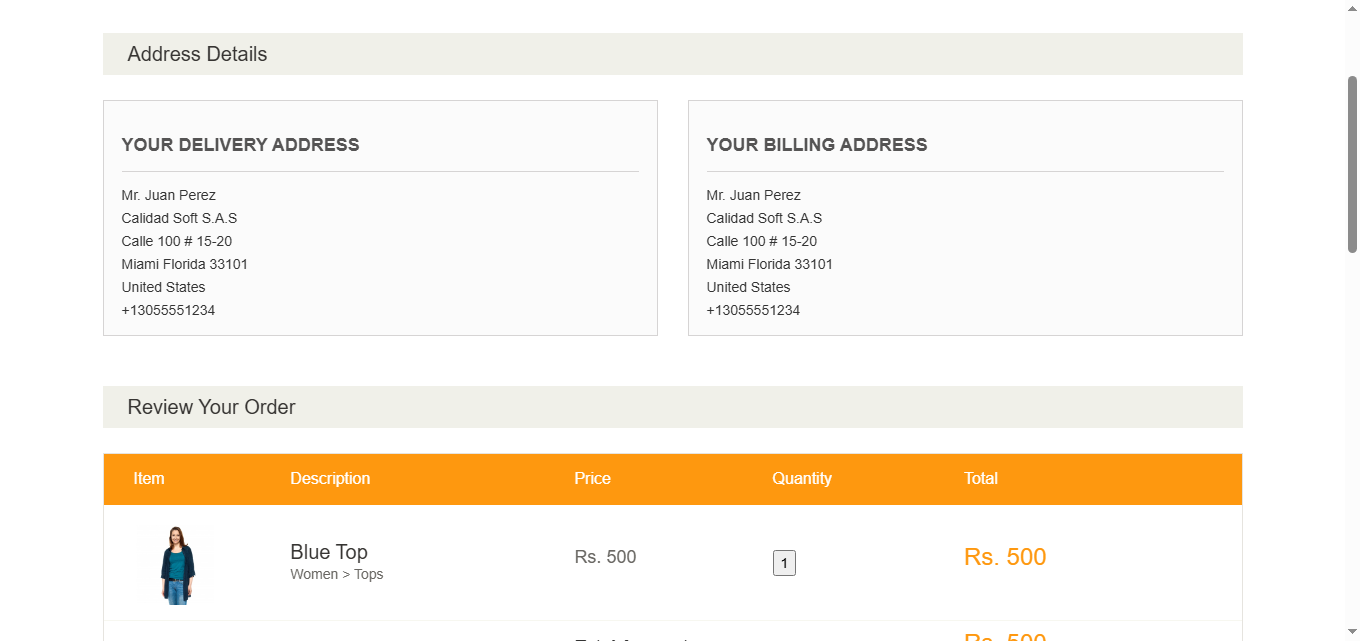 Address Details
YOUR DELIVERY ADDRESS
Mr. Juan Perez
Calidad Soft S.A.S
Calle 100 # 15-20
Miami Florida 33101
United States
+13055551234
YOUR BILLING ADDRESS
Mr. Juan Perez
Calidad Soft S.A.S
Calle 100 # 15-20
Miami Florida 33101
United States
+13055551234
Review Your Order
Item Description Price Quantity Total
Blue Top
Women > Tops
Rs. 500
1
Rs. 500
Rs. 500